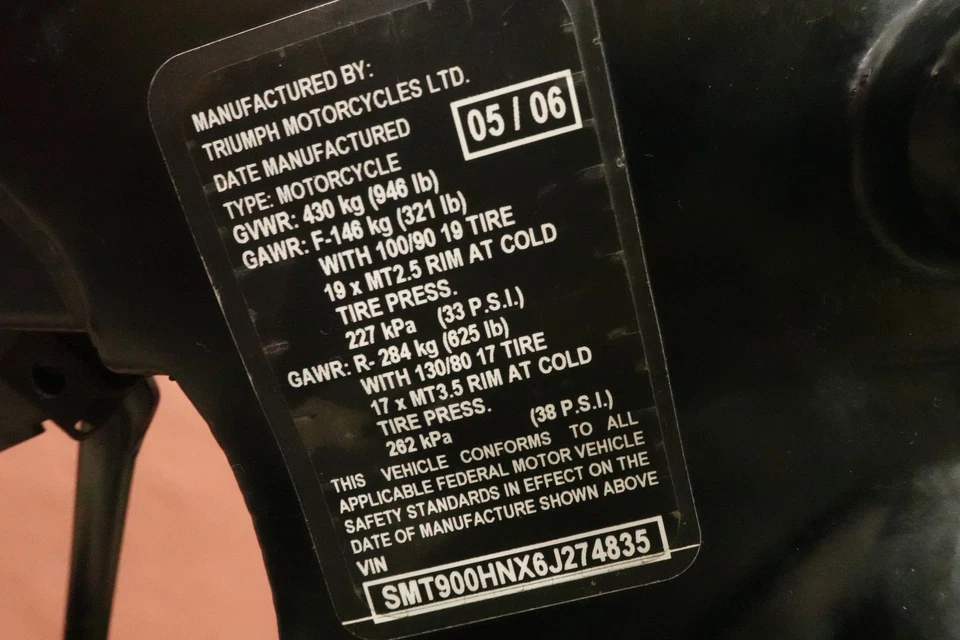 MANUFACTURED BY:
TRIUMPH MOTORCYCLES LTD.
DATE MANUFACTURED 05 / 06
TYPE: MOTORCYCLE
GVWR: 430 kg (946 lb)
GAWR: F-146 kg (321 lb)
WITH 100/90 19 TIRE
19 x MT2.5 RIM AT COLD
TIRE PRESS.
227 kPa (33 P.S.I.)
GAWR: R- 284 kg (625 lb)
WITH 130/80 17 TIRE
17 x MT3.5 RIM AT COLD
TIRE PRESS.
262 kPa (38 P.S.I.)
THIS VEHICLE CONFORMS TO ALL
APPLICABLE FEDERAL MOTOR VEHICLE
SAFETY STANDARDS IN EFFECT ON THE
DATE OF MANUFACTURE SHOWN ABOVE
VIN
SMT900HNX6J274835